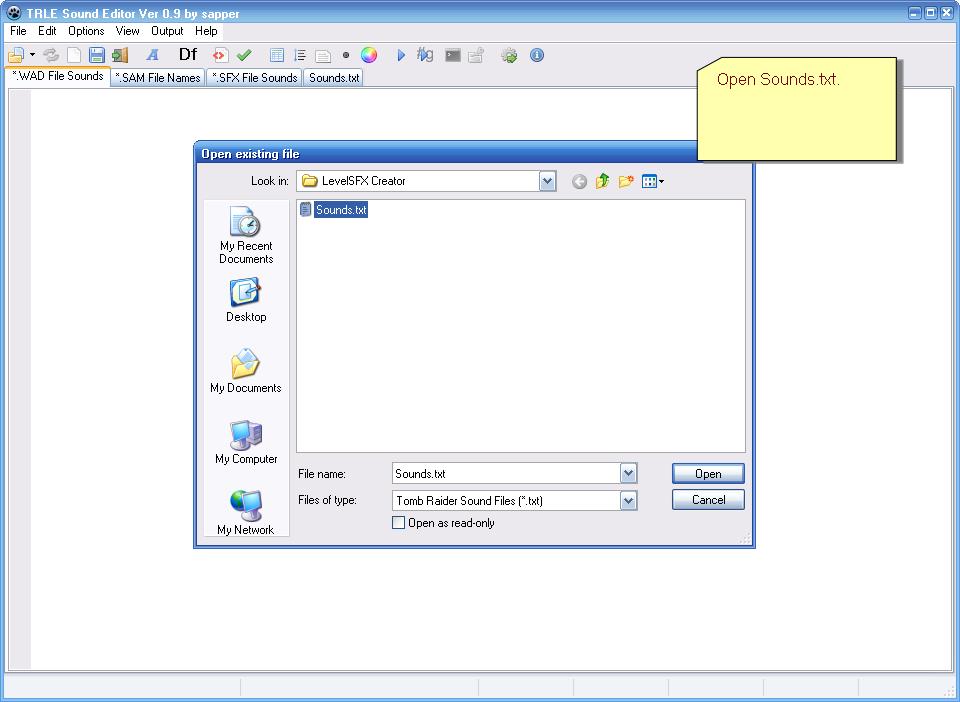 TRLE Sound Editor Ver 0.9 by sapper
File Edit Options View Output Help
A Df
*.WAD File Sounds *.SAM File Names *.SFX File Sounds Sounds.txt
Open Sounds.txt.
Open existing file
Look in: LevelSFX Creator
Sounds.txt
My Recent
Documents
Desktop
My Documents
My Computer
My Network
File name: Sounds.txt Open
Files of type: Tomb Raider Sound Files (*.txt) Cancel
Open as read-only